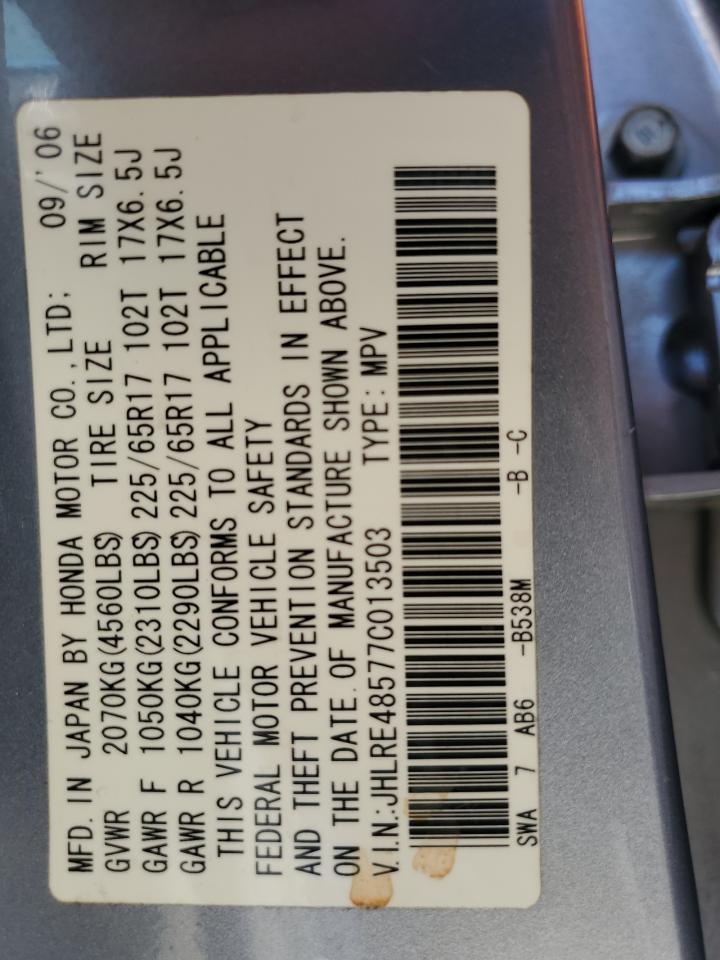 MFD. IN JAPAN BY HONDA MOTOR CO., LTD; 09/'06
GVWR 2070KG(4560LBS) TIRE SIZE RIM SIZE
GAWR F 1050KG(2310LBS) 225/65R17 102T 17X6.5J
GAWR R 1040KG(2290LBS) 225/65R17 102T 17X6.5J
THIS VEHICLE CONFORMS TO ALL APPLICABLE
FEDERAL MOTOR VEHICLE SAFETY
AND THEFT PREVENTION STANDARDS IN EFFECT
ON THE DATE.OF MANUFACTURE SHOWN ABOVE.
V.I.N.:JHLRE48577C013503 TYPE: MPV
SWA 7 AB6 -B538M -B -C